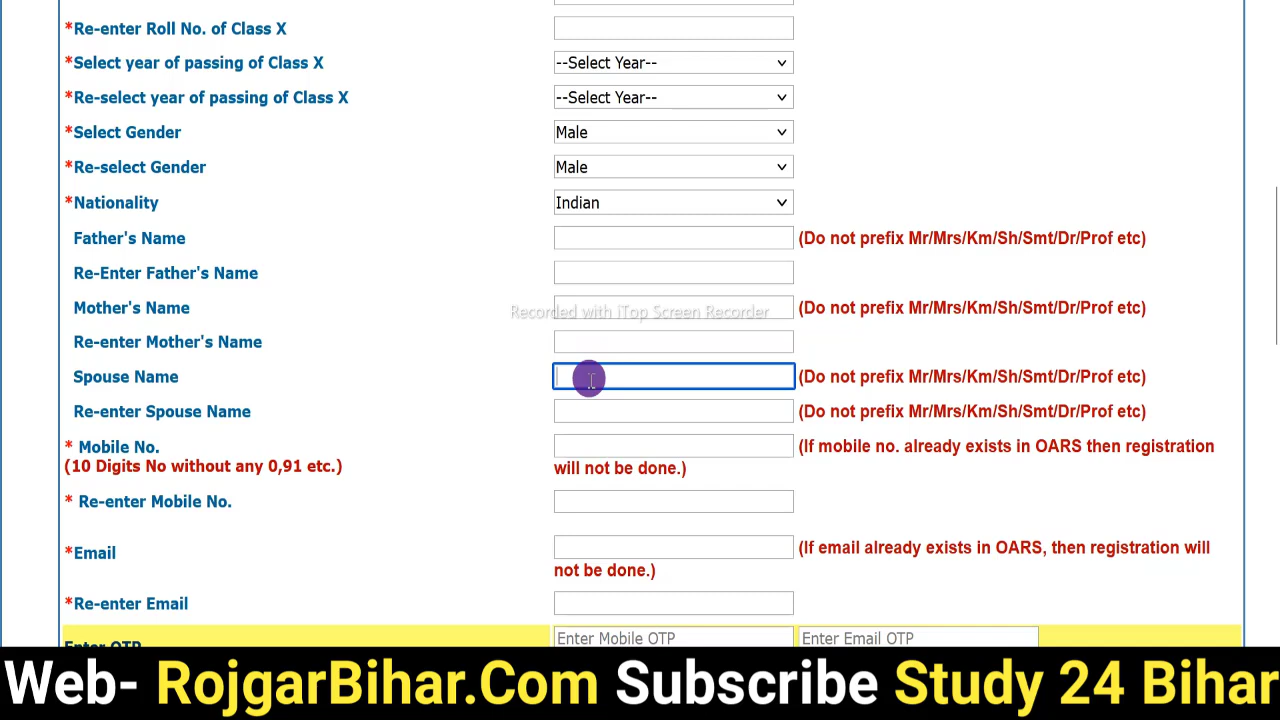 *Re-enter Roll No. of Class X
*Select year of passing of Class X --Select Year--
*Re-select year of passing of Class X --Select Year--
*Select Gender Male
*Re-select Gender Male
*Nationality Indian
Father's Name (Do not prefix Mr/Mrs/Km/Sh/Smt/Dr/Prof etc)
Re-Enter Father's Name
Mother's Name (Do not prefix Mr/Mrs/Km/Sh/Smt/Dr/Prof etc)
Recorded with iTop Screen Recorder
Re-enter Mother's Name
Spouse Name (Do not prefix Mr/Mrs/Km/Sh/Smt/Dr/Prof etc)
Re-enter Spouse Name (Do not prefix Mr/Mrs/Km/Sh/Smt/Dr/Prof etc)
* Mobile No. (If mobile no. already exists in OARS then registration
(10 Digits No without any 0,91 etc.) will not be done.)
* Re-enter Mobile No.
*Email (If email already exists in OARS, then registration will
not be done.)
*Re-enter Email
Enter OTP Enter Mobile OTP Enter Email OTP
Web- RojgarBihar.Com Subscribe Study 24 Bihar